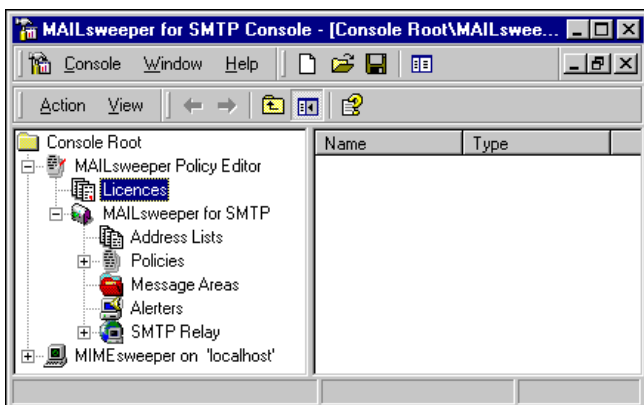 MAILsweeper for SMTP Console - [Console Root\MAILswee...
Console Window Help
Action View
Console Root
Name Type
MAILsweeper Policy Editor
Licences
MAILsweeper for SMTP
Address Lists
Policies
Message Areas
Alerters
SMTP Relay
MIMEsweeper on 'localhost'